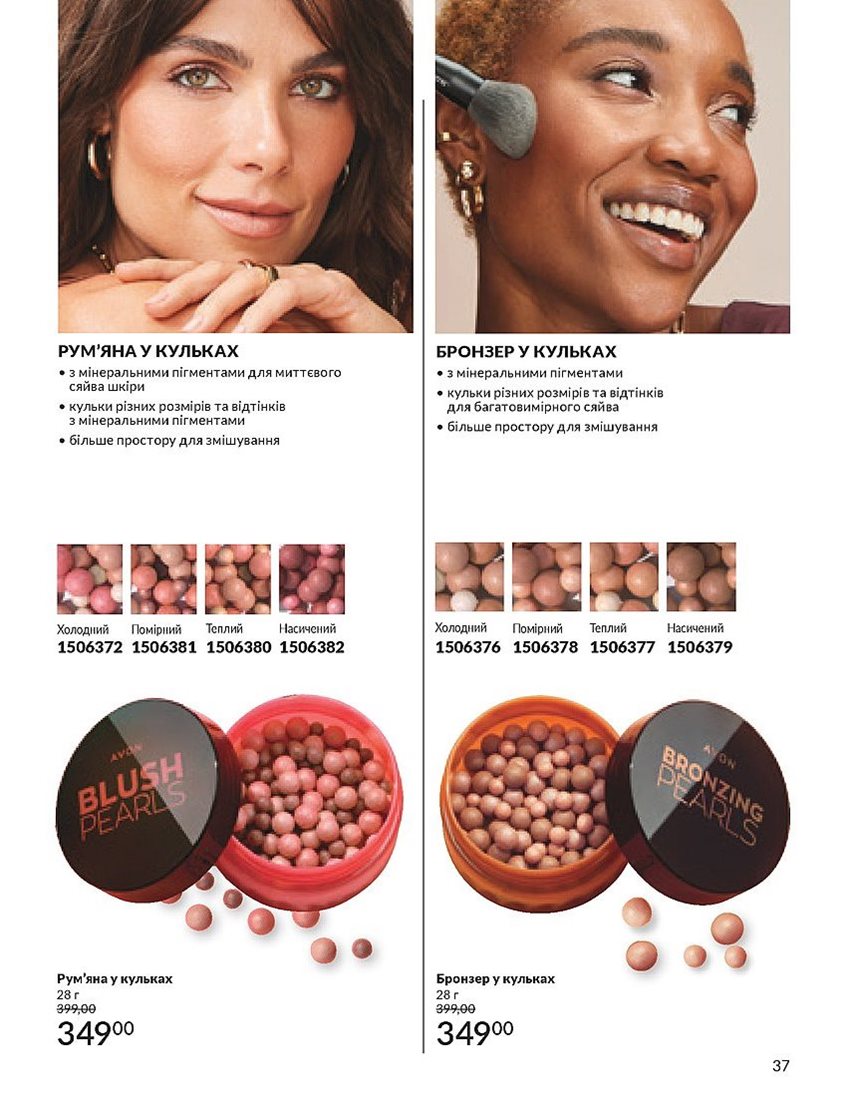 РУМ’ЯНА У КУЛЬКАХ
• з мінеральними пігментами для миттєвого
сяйва шкіри
• кульки різних розмірів та відтінків
з мінеральними пігментами
• більше простору для змішування
Холодний Помірний Теплий Насичений
1506372 1506381 1506380 1506382
AVON
BLUSH
PEARLS
Рум’яна у кульках
28 г
399,00
34900
БРОНЗЕР У КУЛЬКАХ
• з мінеральними пігментами
• кульки різних розмірів та відтінків
для багатовимірного сяйва
• більше простору для змішування
Холодний Помірний Теплий Насичений
1506376 1506378 1506377 1506379
AVON
BRONZING
PEARLS
Бронзер у кульках
28 г
399,00
34900
37